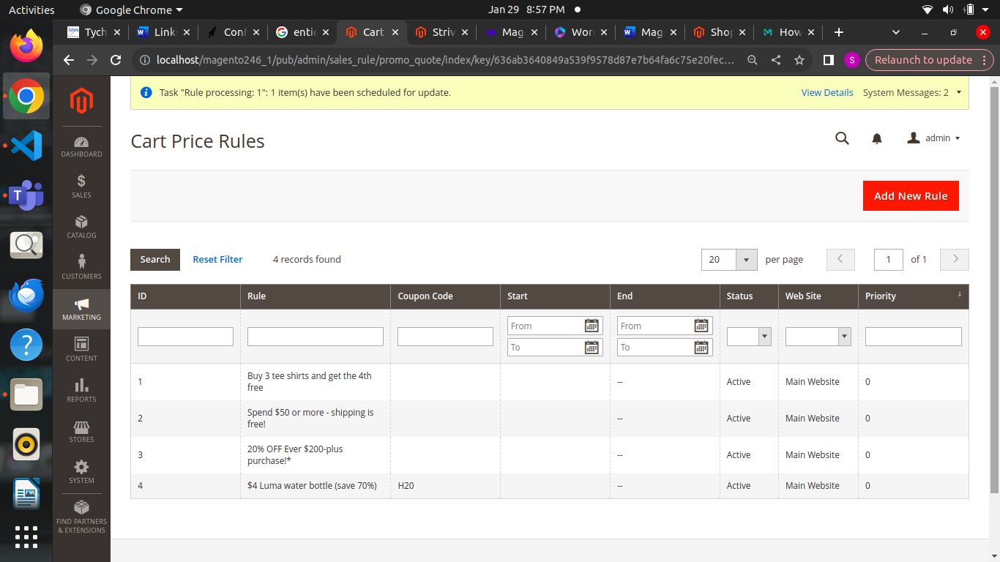 Activities
Google Chrome
Jan 29 8:57 PM
Tych
Link
Conf
entic
Cart
Striv
Mag
Wor
Mag
Shop
How
Relaunch to update
localhost/magento246_1/pub/admin/sales_rule/promo_quote/index/key/636ab3640849a539f9578d87e7b64fa6c75e20fec...
S
Task "Rule processing: 1": 1 item(s) have been scheduled for update.
View Details
System Messages: 2
Cart Price Rules
admin
Add New Rule
DASHBOARD
SALES
CATALOG
CUSTOMERS
MARKETING
CONTENT
REPORTS
STORES
SYSTEM
FIND PARTNERS
& EXTENSIONS
Search
Reset Filter
4 records found
20
per page
1
of 1
ID Rule Coupon Code Start End Status Web Site Priority
From From
To To
1 Buy 3 tee shirts and get the 4th
free -- Active Main Website 0
2 Spend $50 or more - shipping is
free! -- Active Main Website 0
3 20% OFF Ever $200-plus
purchase!* -- Active Main Website 0
4 $4 Luma water bottle (save 70%) H20 -- Active Main Website 0